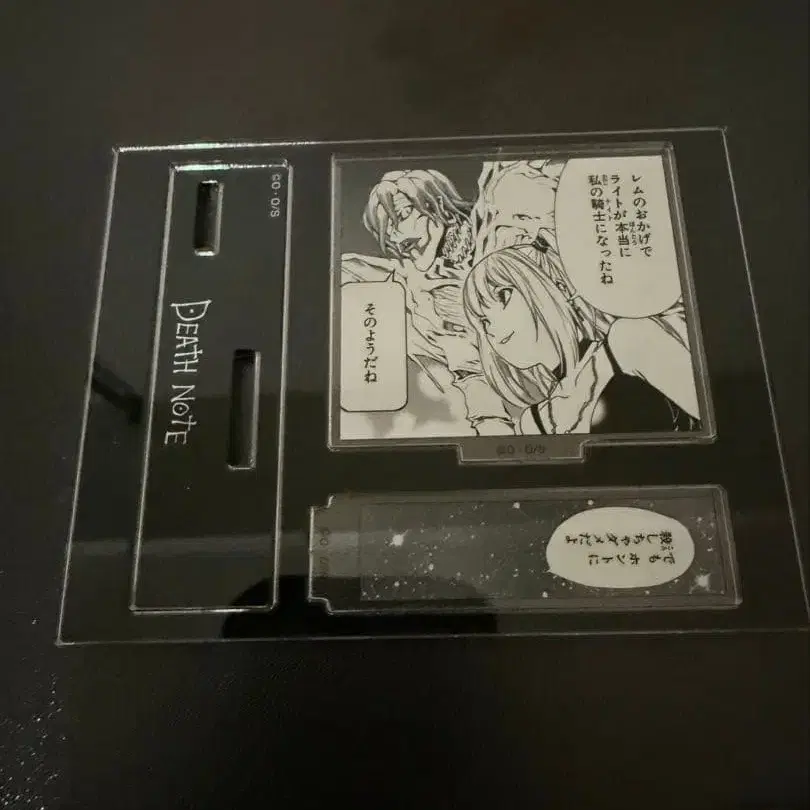 レムのおかげで
ライトが本当に
私の騎士になったね
そのようだね
©O・O/S
でもホントに
殺しちゃダメだよ
©O・O/S
©O・O/S
DEATH NOTE